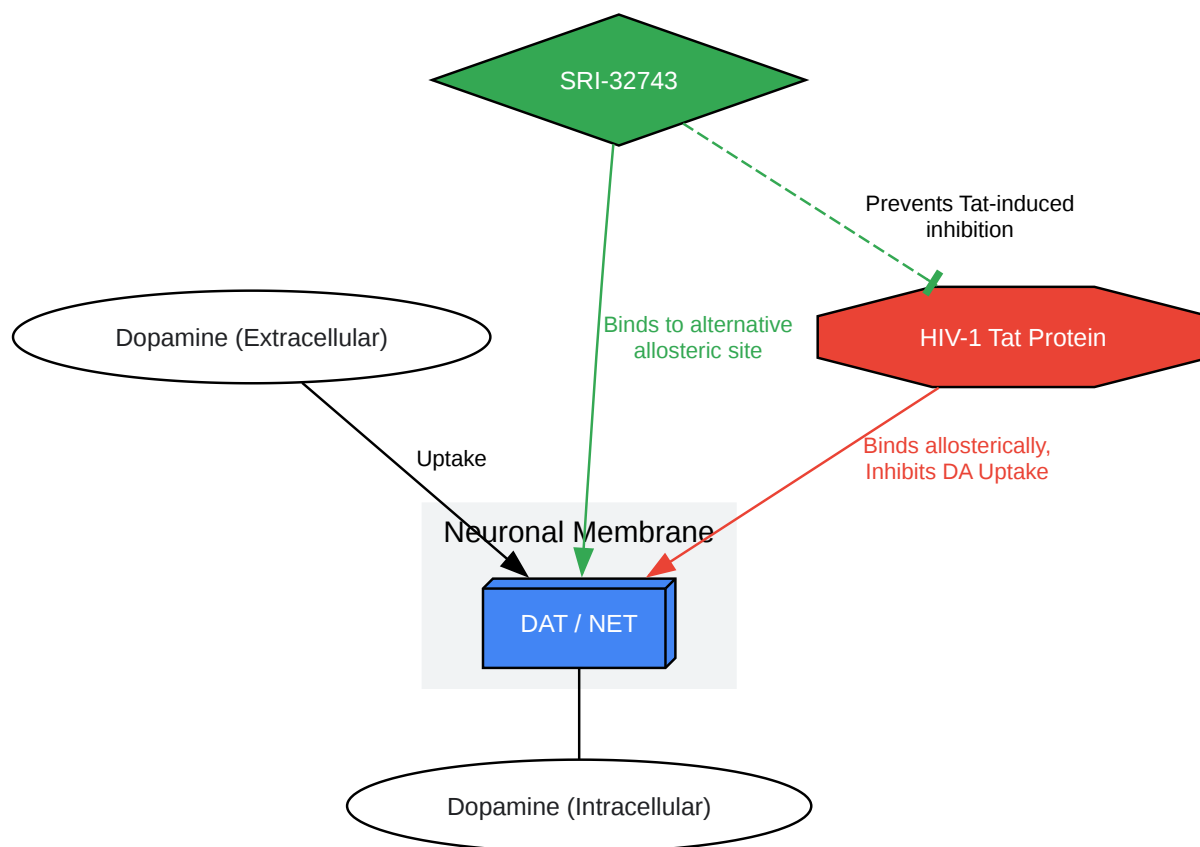 SRI-32743
Prevents Tat-induced
inhibition
Binds to alternative
allosteric site
Dopamine (Extracellular)
HIV-1 Tat Protein
Uptake
Binds allosterically,
Inhibits DA Uptake
Neuronal Membrane
DAT / NET
Dopamine (Intracellular)